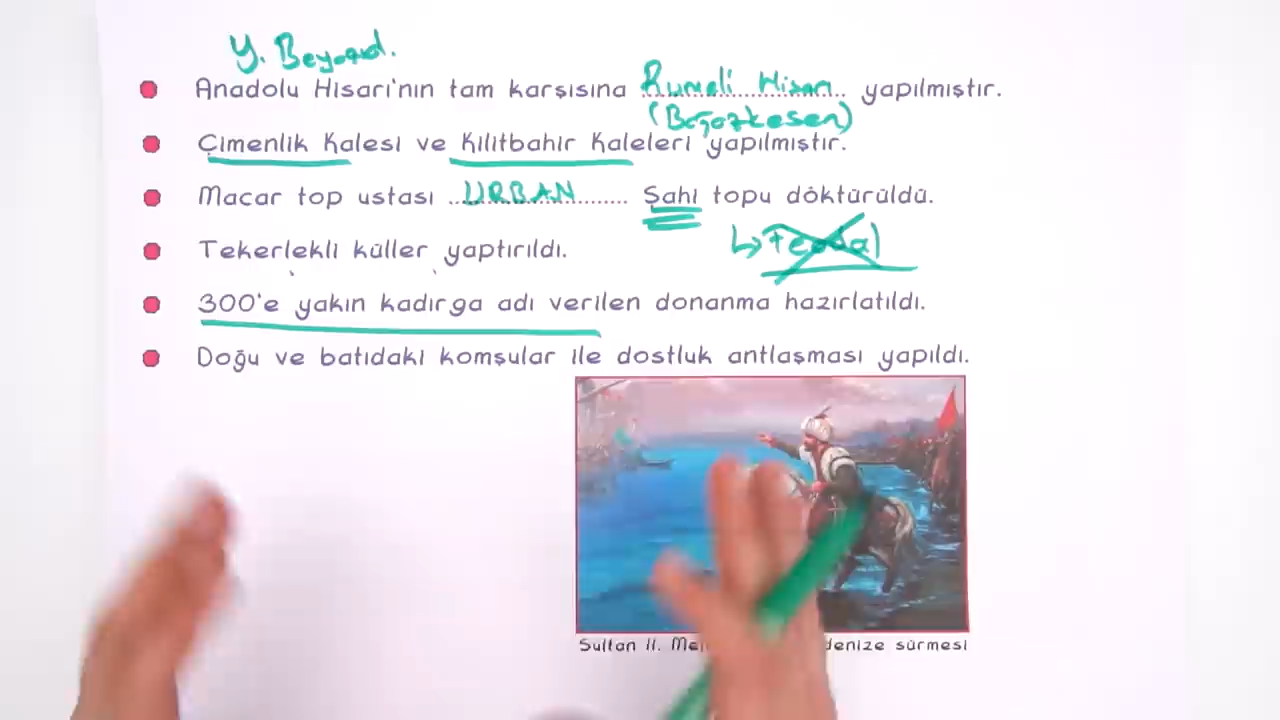 Y. Beyazıd.
Anadolu Hisarı'nın tam karşısına Rumeli Hisarı yapılmıştır.
(Boğazkesen)
Çimenlik Kalesi ve Kilitbahir Kaleleri yapılmıştır.
Macar top ustası URBAN Şahi topu döktürüldü.
Tekerlekli küller yaptırıldı.
↳ Feodal
300'e yakın kadırga adı verilen donanma hazırlatıldı.
Doğu ve batıdaki komşular ile dostluk antlaşması yapıldı.
Sultan II. denize sürmesi